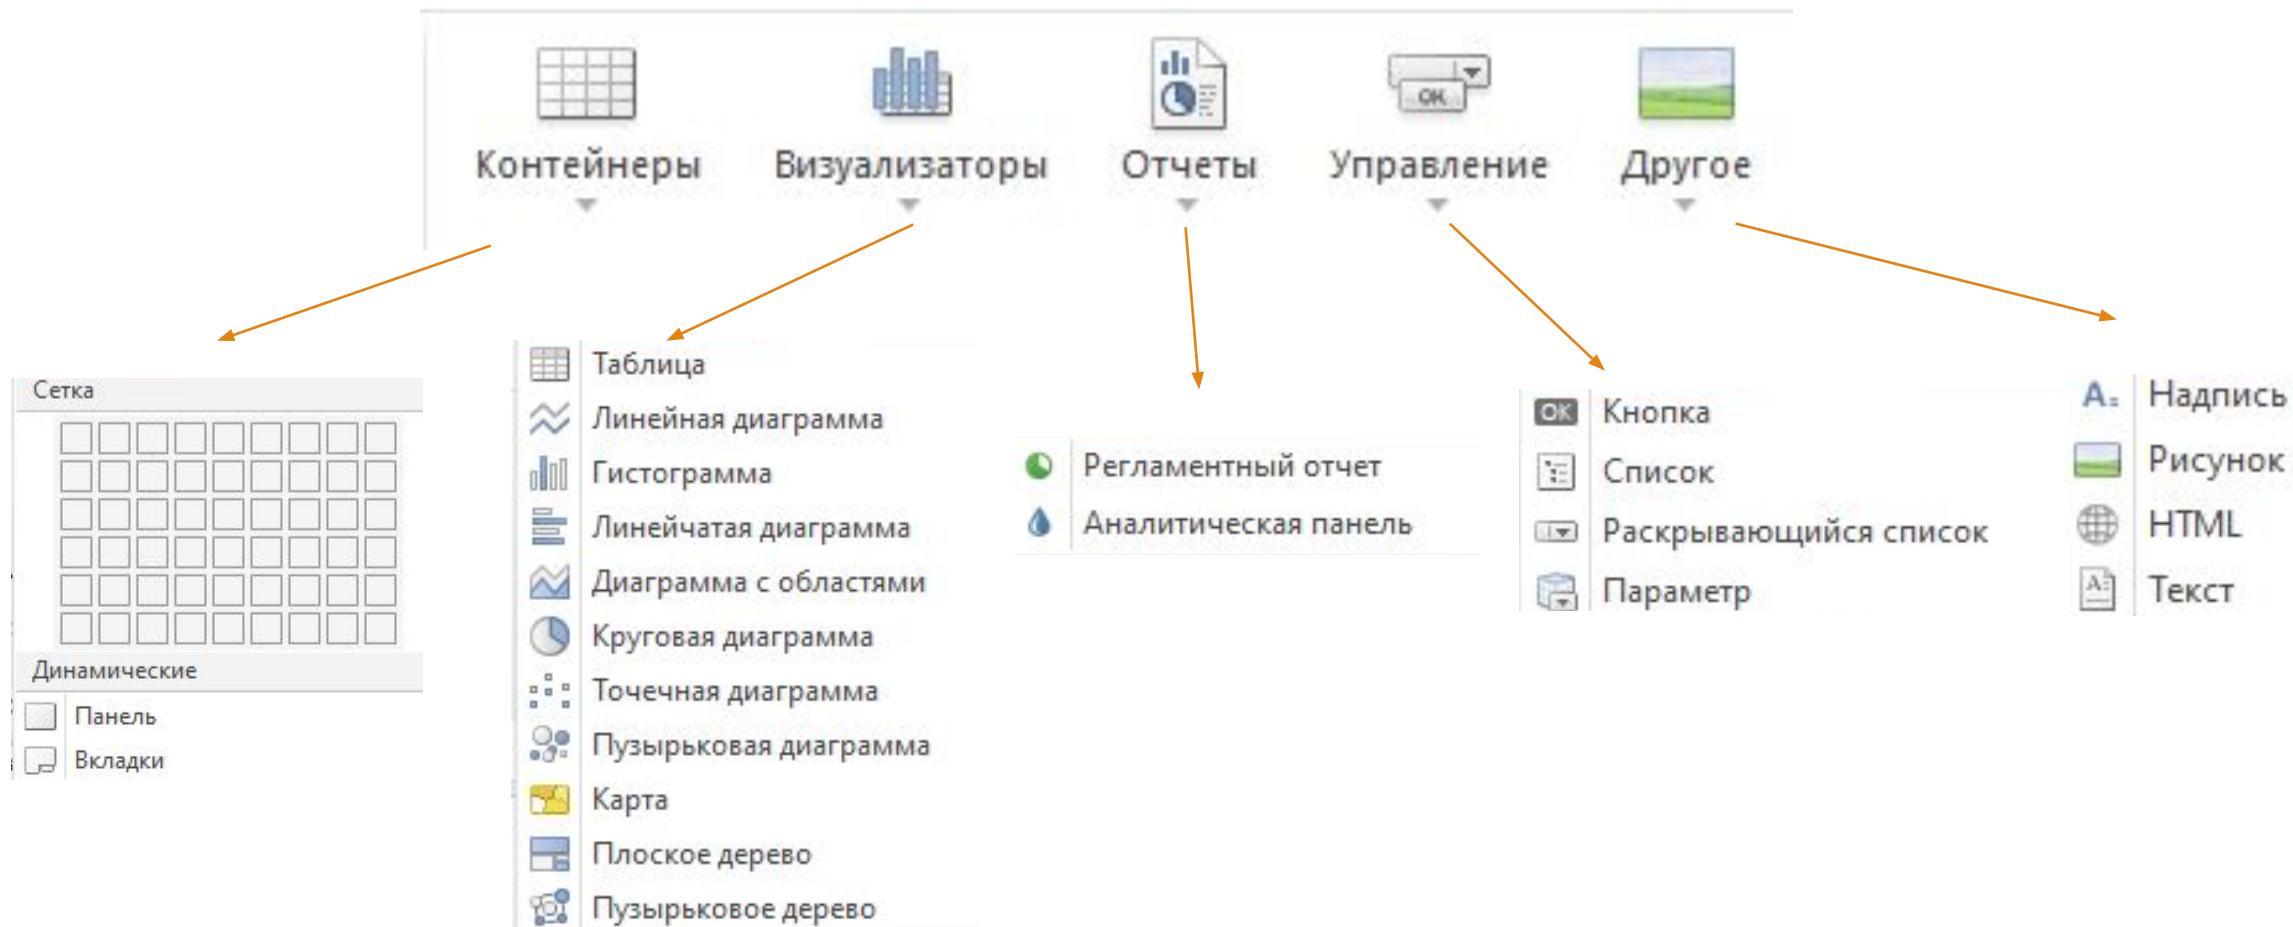 OK
Контейнеры
Визуализаторы
Отчеты
Управление
Другое
Сетка
Динамические
Панель
Вкладки
Таблица
Линейная диаграмма
Гистограмма
Линейчатая диаграмма
Диаграмма с областями
Круговая диаграмма
Точечная диаграмма
Пузырьковая диаграмма
Карта
Плоское дерево
Пузырьковое дерево
Регламентный отчет
Аналитическая панель
OK Кнопка
Список
Раскрывающийся список
Параметр
A= Надпись
Рисунок
HTML
A Текст